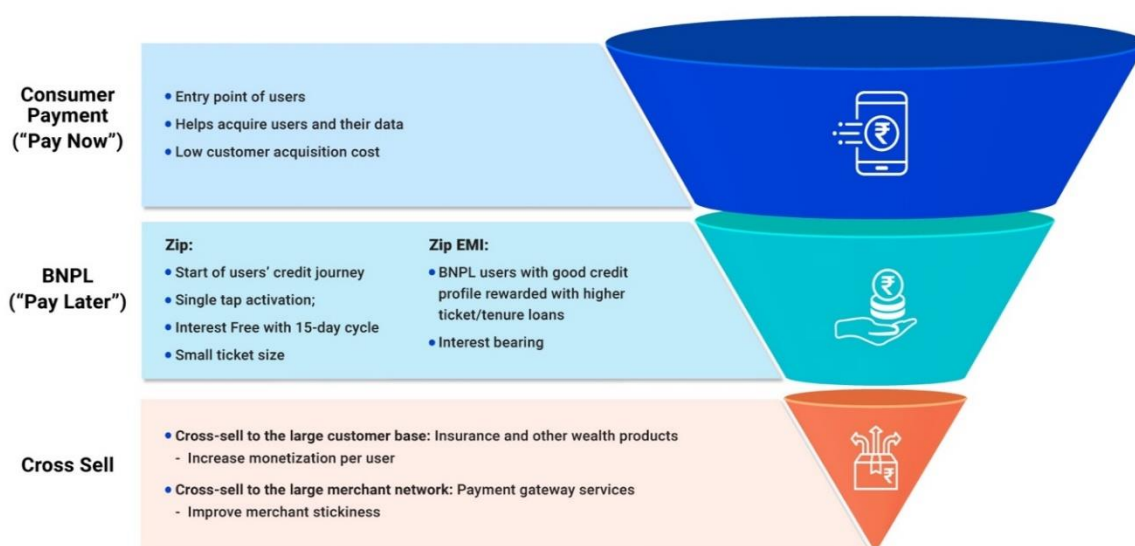 Consumer
Payment
(“Pay Now”)
• Entry point of users
• Helps acquire users and their data
• Low customer acquisition cost
₹
BNPL
(“Pay Later”)
Zip:
• Start of users’ credit journey
• Single tap activation;
• Interest Free with 15-day cycle
• Small ticket size
Zip EMI:
• BNPL users with good credit
profile rewarded with higher
ticket/tenure loans
• Interest bearing
₹
Cross Sell
• Cross-sell to the large customer base: Insurance and other wealth products
- Increase monetization per user
• Cross-sell to the large merchant network: Payment gateway services
- Improve merchant stickiness
₹